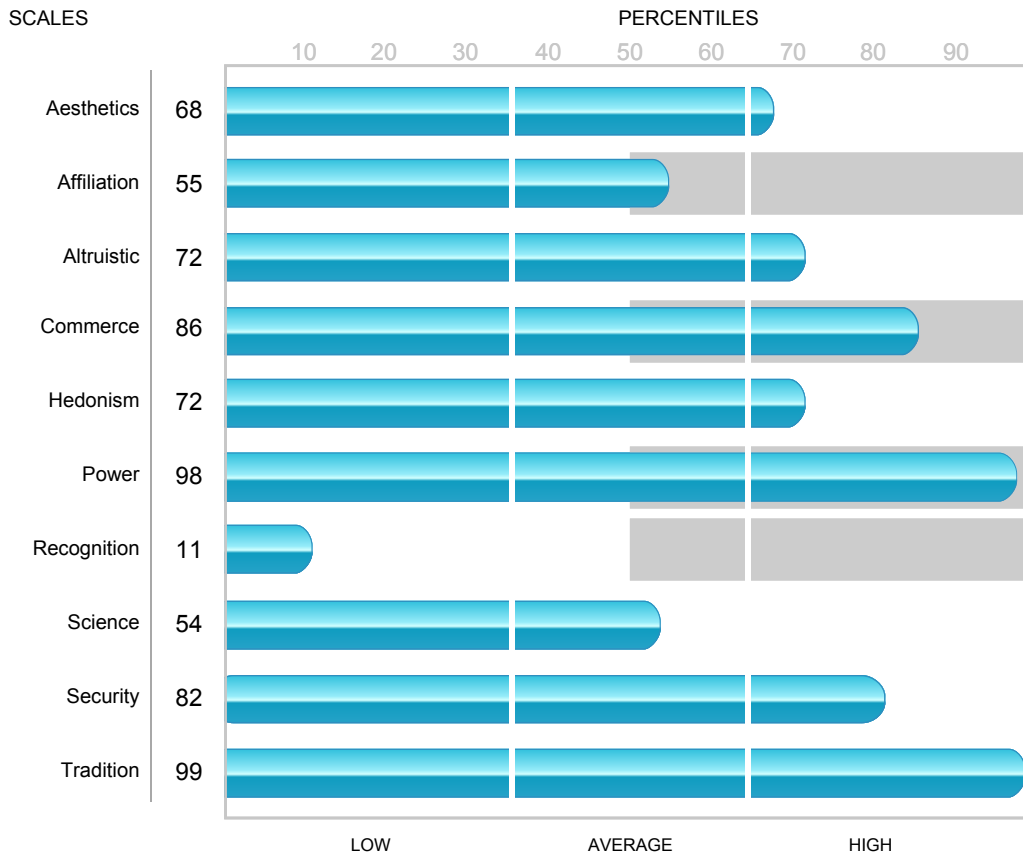 SCALES PERCENTILES
10 20 30 40 50 60 70 80 90
Aesthetics 68
Affiliation 55
Altruistic 72
Commerce 86
Hedonism 72
Power 98
Recognition 11
Science 54
Security 82
Tradition 99
LOW AVERAGE HIGH